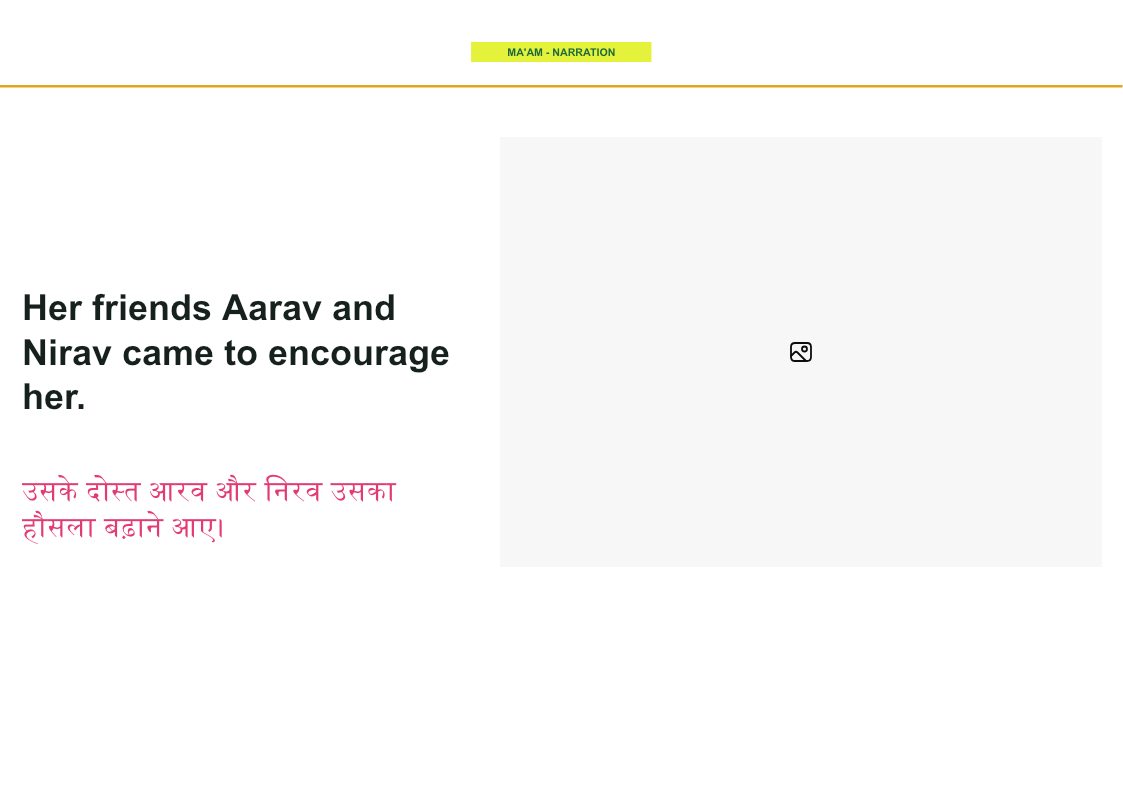 MA'AM - NARRATION
Her friends Aarav and
Nirav came to encourage
her.
उसके दोस्त आरव और निरव उसका
हौसला बढ़ाने आए।